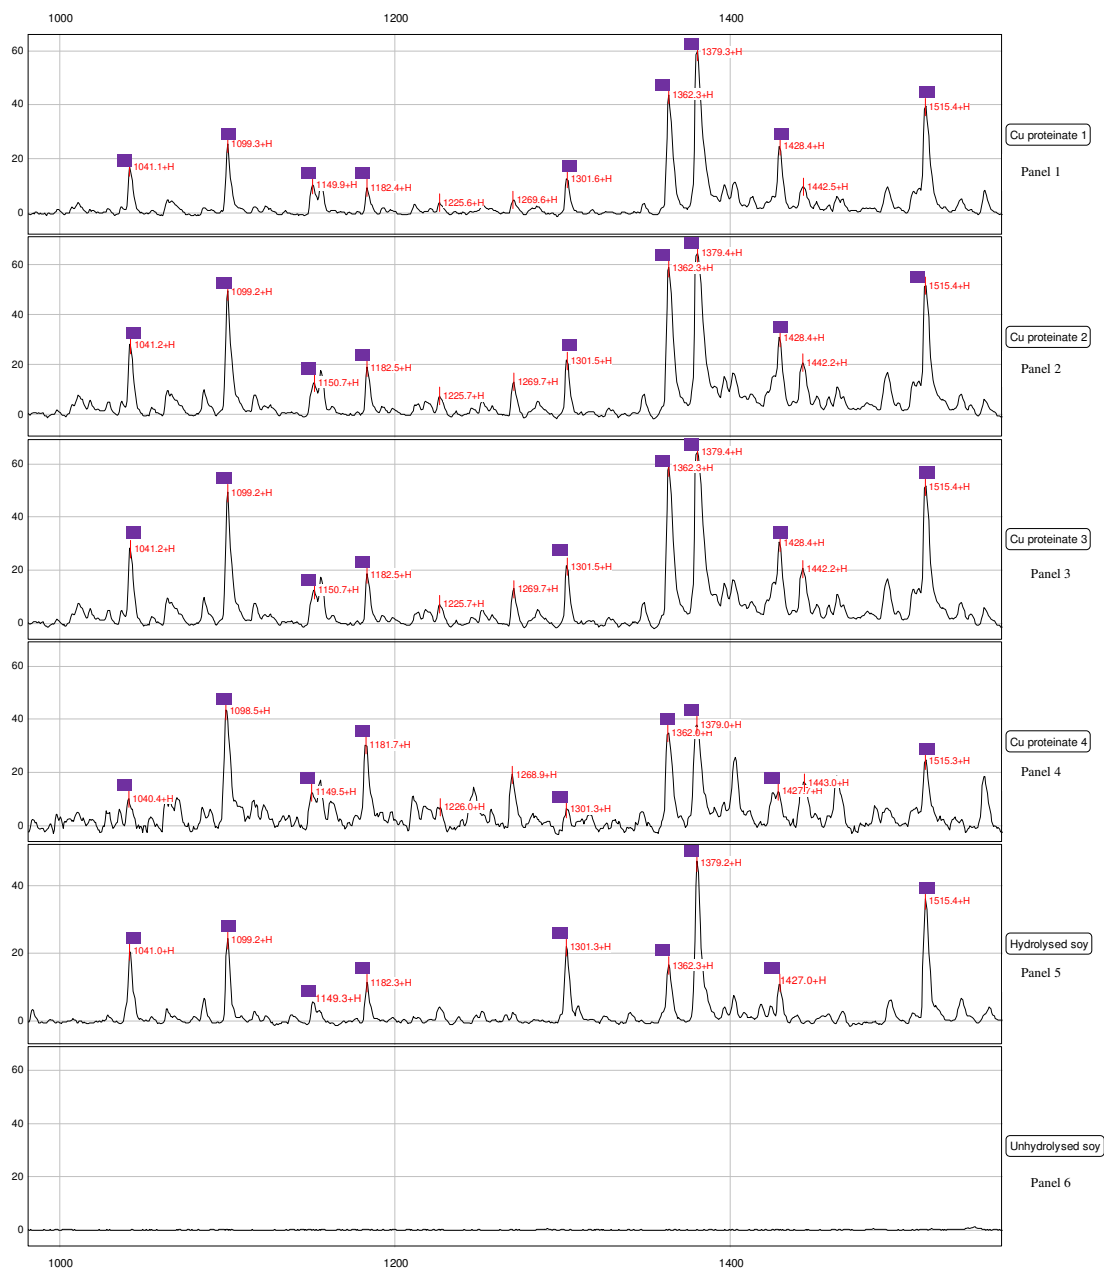 1000 1200 1400
60
40
20
0
1379.3+H
1362.3+H
1515.4+H
1099.3+H
1428.4+H
1041.1+H
1301.6+H
1149.9+H
1182.4+H
1442.5+H
1225.6+H
1269.6+H
Cu proteinate 1
Panel 1
60
40
20
0
1379.4+H
1362.3+H
1515.4+H
1099.2+H
1428.4+H
1041.2+H
1301.5+H
1442.2+H
1182.5+H
1150.7+H
1269.7+H
1225.7+H
Cu proteinate 2
Panel 2
60
40
20
0
1379.4+H
1362.3+H
1515.4+H
1099.2+H
1428.4+H
1041.2+H
1301.5+H
1442.2+H
1182.5+H
1150.7+H
1269.7+H
1225.7+H
Cu proteinate 3
Panel 3
60
40
20
0
1098.5+H
1379.0+H
1362.0+H
1181.7+H
1515.3+H
1268.9+H
1443.0+H
1427.7+H
1149.5+H
1040.4+H
1226.0+H
1301.3+H
Cu proteinate 4
Panel 4
40
20
0
1379.2+H
1515.4+H
1041.0+H
1099.2+H
1301.3+H
1362.3+H
1182.3+H
1427.0+H
1149.3+H
Hydrolysed soy
Panel 5
60
40
20
0
Unhydrolysed soy
Panel 6
1000 1200 1400